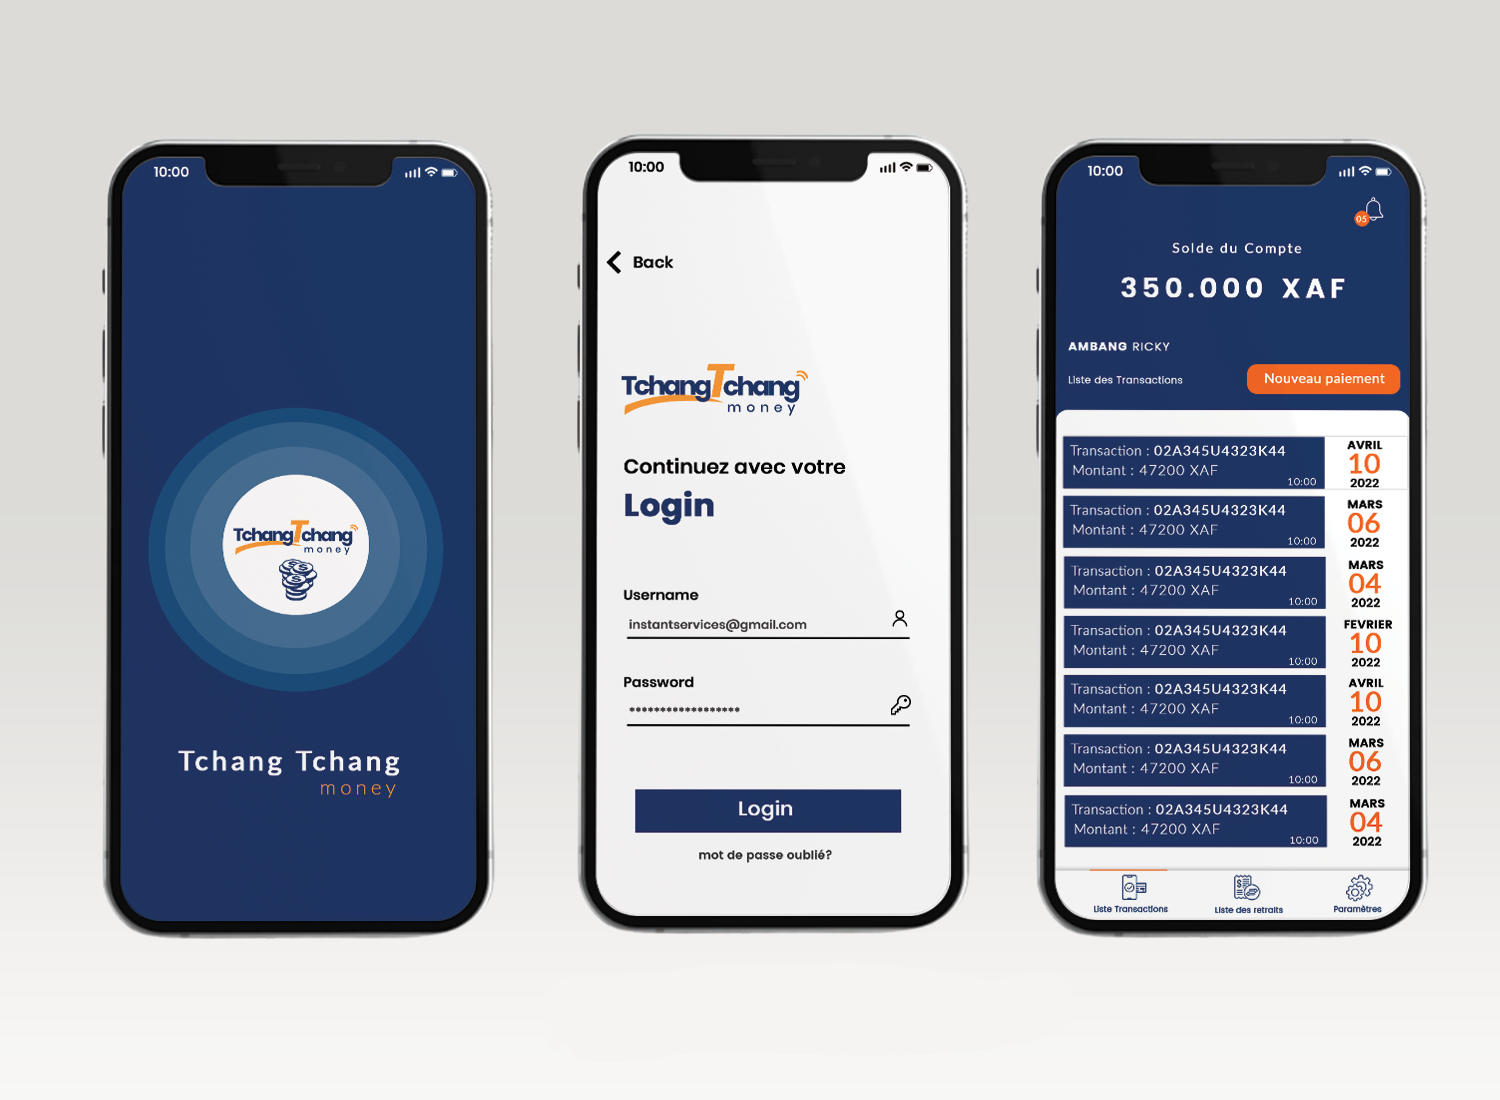 10:00
TchangTchang
money
Tchang Tchang
money
10:00
Back
TchangTchang
money
Continuez avec votre
Login
Username
instantservices@gmail.com
Password
******************
Login
mot de passe oublié?
10:00
05
Solde du Compte
350.000 XAF
AMBANG RICKY
Liste des Transactions
Nouveau paiement
Transaction : 02A345U4323K44
Montant : 47200 XAF
10:00
AVRIL
10
2022
Transaction : 02A345U4323K44
Montant : 47200 XAF
10:00
MARS
06
2022
Transaction : 02A345U4323K44
Montant : 47200 XAF
10:00
MARS
04
2022
Transaction : 02A345U4323K44
Montant : 47200 XAF
10:00
FEVRIER
10
2022
Transaction : 02A345U4323K44
Montant : 47200 XAF
10:00
AVRIL
10
2022
Transaction : 02A345U4323K44
Montant : 47200 XAF
10:00
MARS
06
2022
Transaction : 02A345U4323K44
Montant : 47200 XAF
10:00
MARS
04
2022
Liste Transactions
Liste des retraits
Paramètres